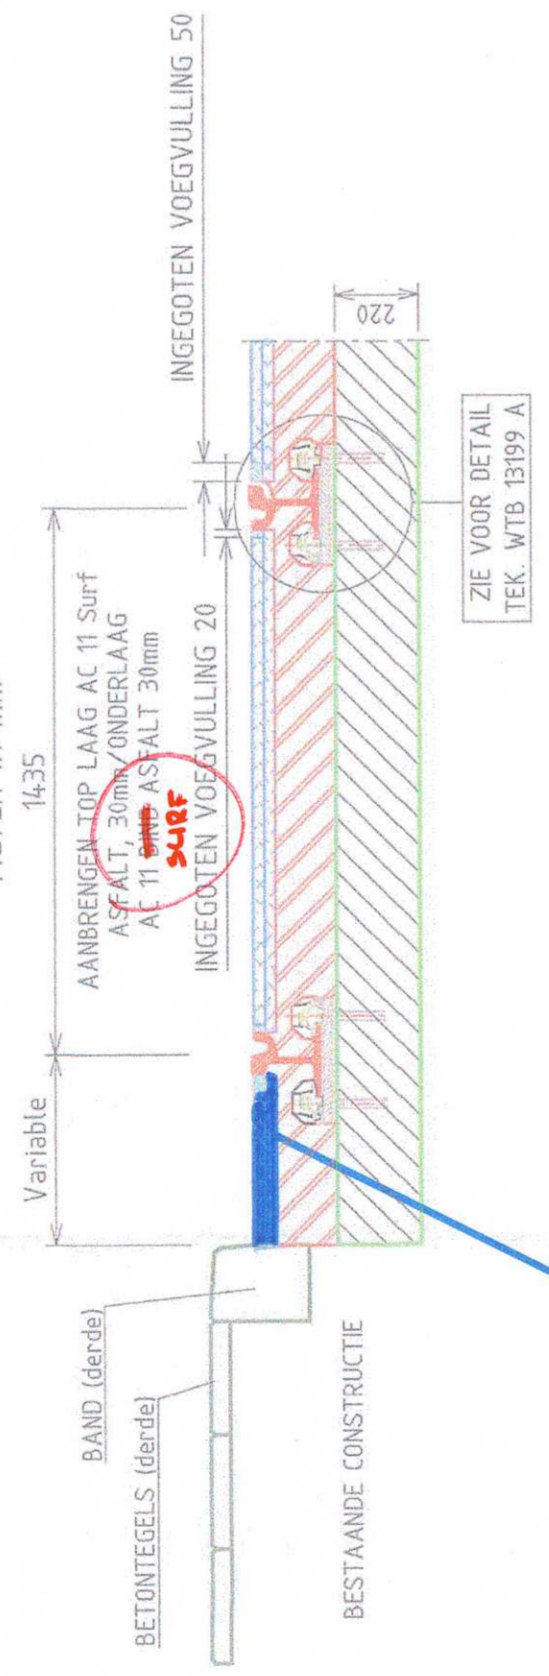 1435
Variable
AANBRENGEN TOP LAAG AC 11 Surf
ASFALT, 30mm/ONDERLAAG
AC 11 BIND ASFALT 30mm
SURF
INGEGOTEN VOEGVULLING 20
INGEGOTEN VOEGVULLING 50
220
ZIE VOOR DETAIL
TEK. WTB 13199 A
BAND (derde)
BETONTEGELS (derde)
BESTAANDE CONSTRUCTIE